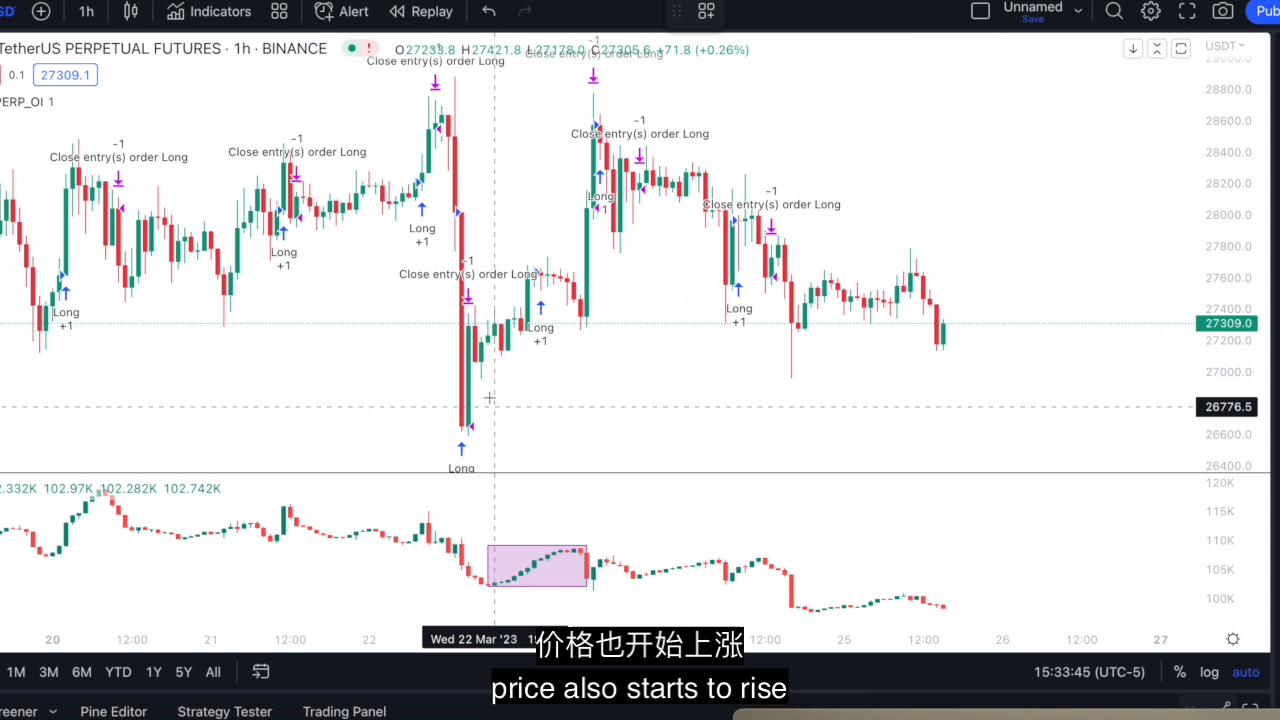 1h
Indicators
Alert
Replay
Unnamed
Save
Pub
TetherUS PERPETUAL FUTURES · 1h · BINANCE
O27233.8 H27421.8 L27178.0 C27305.6 +71.8 (+0.26%)
USDT
0.1
27309.1
PERP_OI 1
-1
Close entry(s) order Long
-1
Close entry(s) order Long
Close entry(s) order Long
-1
Close entry(s) order Long
-1
Close entry(s) order Long
-1
Close entry(s) order Long
-1
Close entry(s) order Long
Long
+1
Long
+1
Long
+1
Long
Long
+1
Long
+1
Long
+1
29000.0
28800.0
28600.0
28400.0
28200.0
28000.0
27800.0
27600.0
27400.0
27309.0
27200.0
27000.0
26776.5
26600.0
26400.0
2.332K 102.97K 102.282K 102.742K
120K
115K
110K
105K
100K
20
12:00
21
12:00
22
Wed 22 Mar '23
12:00
25
12:00
26
12:00
27
价格也开始上涨
price also starts to rise
1M
3M
6M
YTD
1Y
5Y
All
15:33:45 (UTC-5)
%
log
auto
reener
Pine Editor
Strategy Tester
Trading Panel